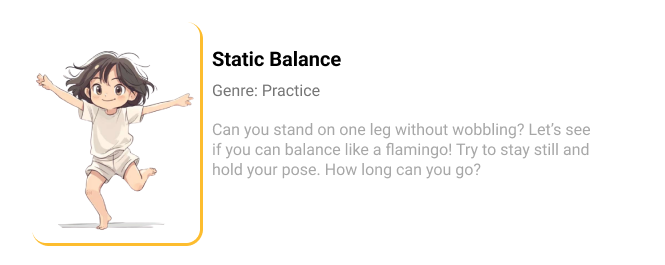 Static Balance
Genre: Practice
Can you stand on one leg without wobbling? Let's see
if you can balance like a flamingo! Try to stay still and
hold your pose. How long can you go?